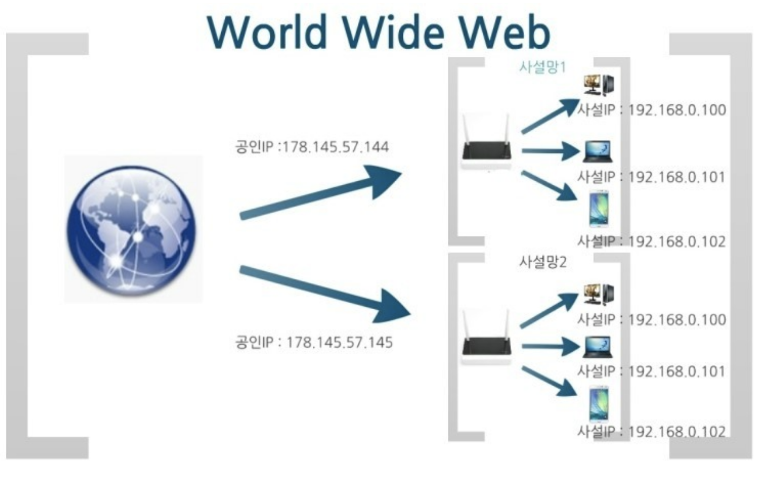 World Wide Web
사설망1
사설IP : 192.168.0.100
공인IP :178.145.57.144
사설IP : 192.168.0.101
사설IP : 192.168.0.102
사설망2
사설IP : 192.168.0.100
공인IP : 178.145.57.145
사설IP : 192.168.0.101
사설IP : 192.168.0.102